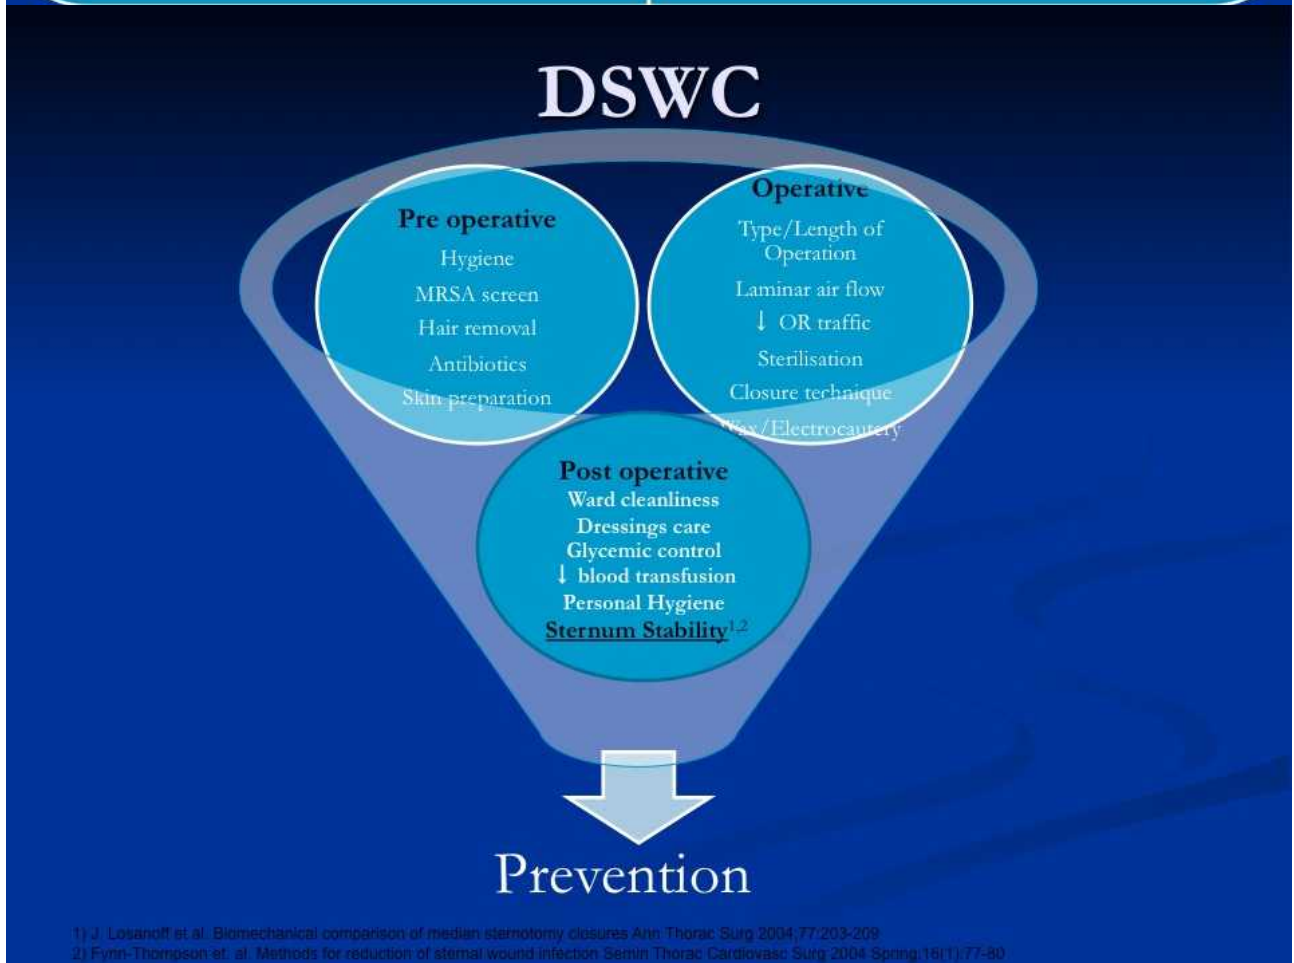 DSWC
Pre operative
Hygiene
MRSA screen
Hair removal
Antibiotics
Skin preparation
Operative
Type/Length of
Operation
Laminar air flow
↓ OR traffic
Sterilisation
Closure technique
Wax/Electrocautery
Post operative
Ward cleanliness
Dressings care
Glycemic control
↓ blood transfusion
Personal Hygiene
Sternum Stability1,2
Prevention
1) J. Losanoff et al. Biomechanical comparison of median sternotomy closures Ann Thorac Surg 2004;77:203-209
2) Fynn-Thompson et. al. Methods for reduction of sternal wound infection Semin Thorac Cardiovasc Surg 2004 Spring;16(1):77-80